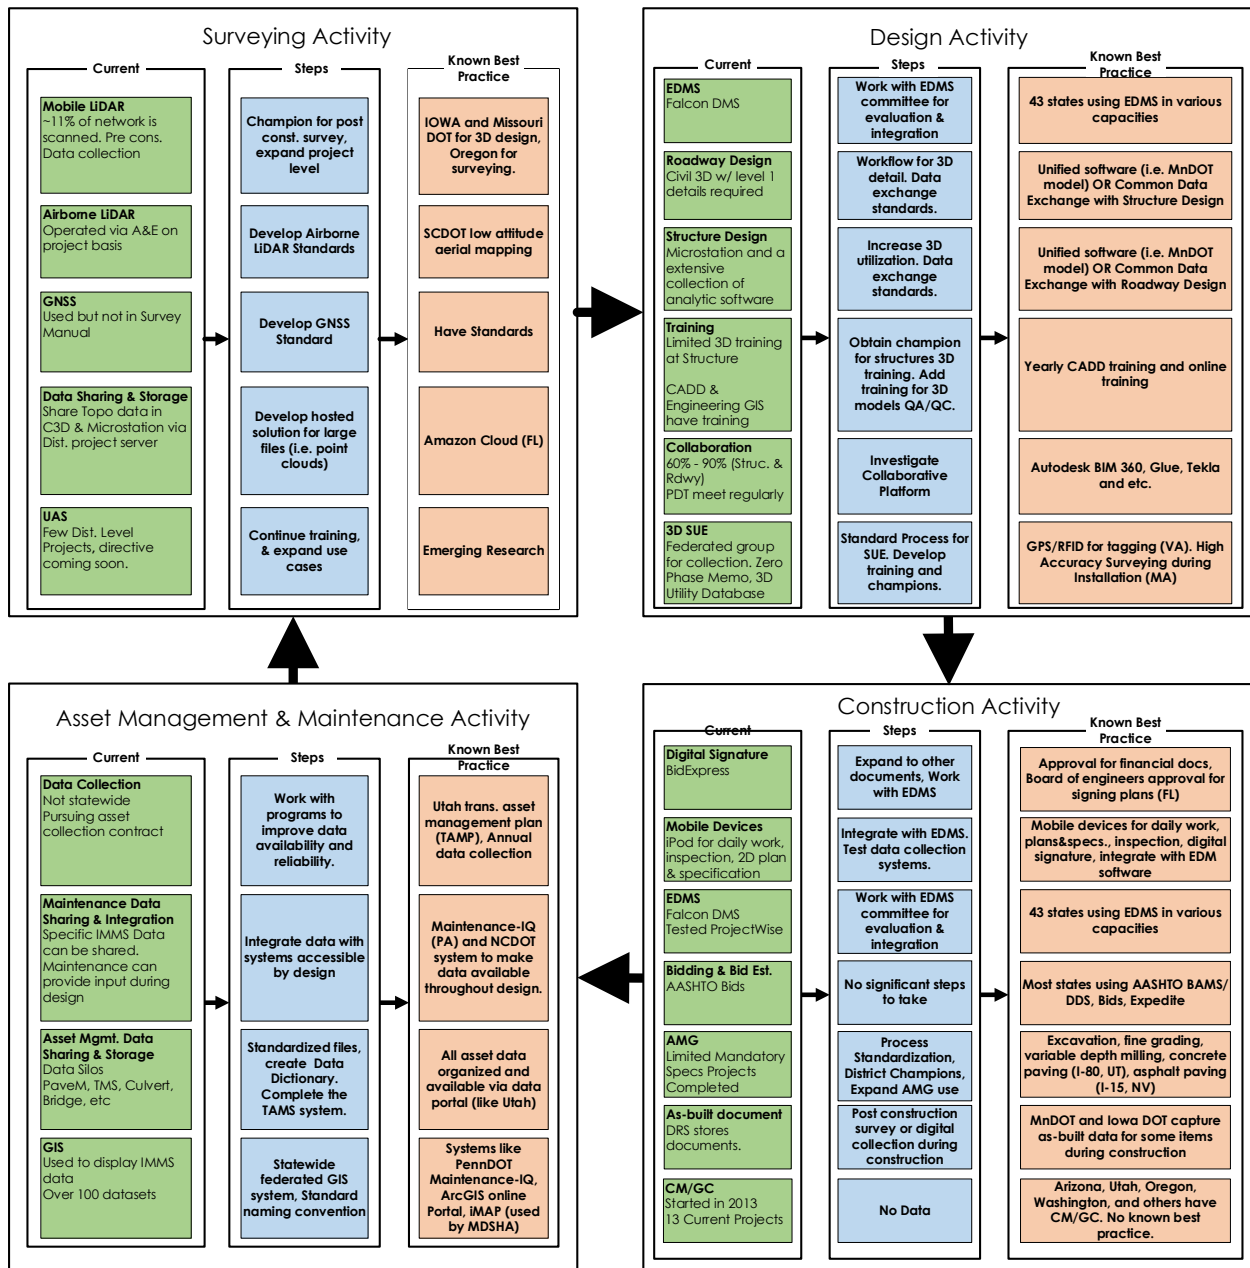 Surveying Activity
Current
Steps
Known Best
Practice
Mobile LiDAR
~11% of network is
scanned. Pre cons.
Data collection
Champion for post
const. survey,
expand project
level
IOWA and Missouri
DOT for 3D design,
Oregon for
surveying.
Airborne LiDAR
Operated via A&E on
project basis
Develop Airborne
LiDAR Standards
SCDOT low attitude
aerial mapping
GNSS
Used but not in Survey
Manual
Develop GNSS
Standard
Have Standards
Data Sharing & Storage
Share Topo data in
C3D & Microstation via
Dist. project server
Develop hosted
solution for large
files (i.e. point
clouds)
Amazon Cloud (FL)
UAS
Few Dist. Level
Projects, directive
coming soon.
Continue training,
& expand use
cases
Emerging Research
Design Activity
Current
Steps
Known Best
Practice
EDMS
Falcon DMS
Work with EDMS
committee for
evaluation &
integration
43 states using EDMS in various
capacities
Roadway Design
Civil 3D w/ level 1
details required
Workflow for 3D
detail. Data
exchange
standards.
Unified software (i.e. MnDOT
model) OR Common Data
Exchange with Structure Design
Structure Design
Microstation and a
extensive
collection of
analytic software
Increase 3D
utilization. Data
exchange
standards.
Unified software (i.e. MnDOT
model) OR Common Data
Exchange with Roadway Design
Training
Limited 3D training
at Structure
CADD &
Engineering GIS
have training
Obtain champion
for structures 3D
training. Add
training for 3D
models QA/QC.
Yearly CADD training and online
training
Collaboration
60% - 90% (Struc. &
Rdwy)
PDT meet regularly
Investigate
Collaborative
Platform
Autodesk BIM 360, Glue, Tekla
and etc.
3D SUE
Federated group
for collection. Zero
Phase Memo, 3D
Utility Database
Standard Process for
SUE. Develop
training and
champions.
GPS/RFID for tagging (VA). High
Accuracy Surveying during
Installation (MA)
Asset Management & Maintenance Activity
Current
Steps
Known Best
Practice
Data Collection
Not statewide
Pursuing asset
collection contract
Work with
programs to
improve data
availability and
reliability.
Utah trans. asset
management plan
(TAMP), Annual
data collection
Maintenance Data
Sharing & Integration
Specific IMMS Data
can be shared.
Maintenance can
provide input during
design
Integrate data with
systems accessible
by design
Maintenance-IQ
(PA) and NCDOT
system to make
data available
throughout design.
Asset Mgmt. Data
Sharing & Storage
Data Silos
PaveM, TMS, Culvert,
Bridge, etc
Standardized files,
create Data
Dictionary.
Complete the
TAMS system.
All asset data
organized and
available via data
portal (like Utah)
GIS
Used to display IMMS
data
Over 100 datasets
Statewide
federated GIS
system, Standard
naming convention
Systems like
PennDOT
Maintenance-IQ,
ArcGIS online
Portal, iMAP (used
by MDSHA)
Construction Activity
Current
Steps
Known Best
Practice
Digital Signature
BidExpress
Expand to other
documents, Work
with EDMS
Approval for financial docs,
Board of engineers approval for
signing plans (FL)
Mobile Devices
iPod for daily work,
inspection, 2D plan
& specification
Integrate with EDMS.
Test data collection
systems.
Mobile devices for daily work,
plans&specs., inspection, digital
signature, integrate with EDM
software
EDMS
Falcon DMS
Tested ProjectWise
Work with EDMS
committee for
evaluation &
integration
43 states using EDMS in various
capacities
Bidding & Bid Est.
AASHTO Bids
No significant steps
to take
Most states using AASHTO BAMS/
DDS, Bids, Expedite
AMG
Limited Mandatory
Specs Projects
Completed
Process
Standardization,
District Champions,
Expand AMG use
Excavation, fine grading,
variable depth milling, concrete
paving (I-80, UT), asphalt paving
(I-15, NV)
As-built document
DRS stores
documents.
Post construction
survey or digital
collection during
construction
MnDOT and Iowa DOT capture
as-built data for some items
during construction
CM/GC
Started in 2013
13 Current Projects
No Data
Arizona, Utah, Oregon,
Washington, and others have
CM/GC. No known best
practice.